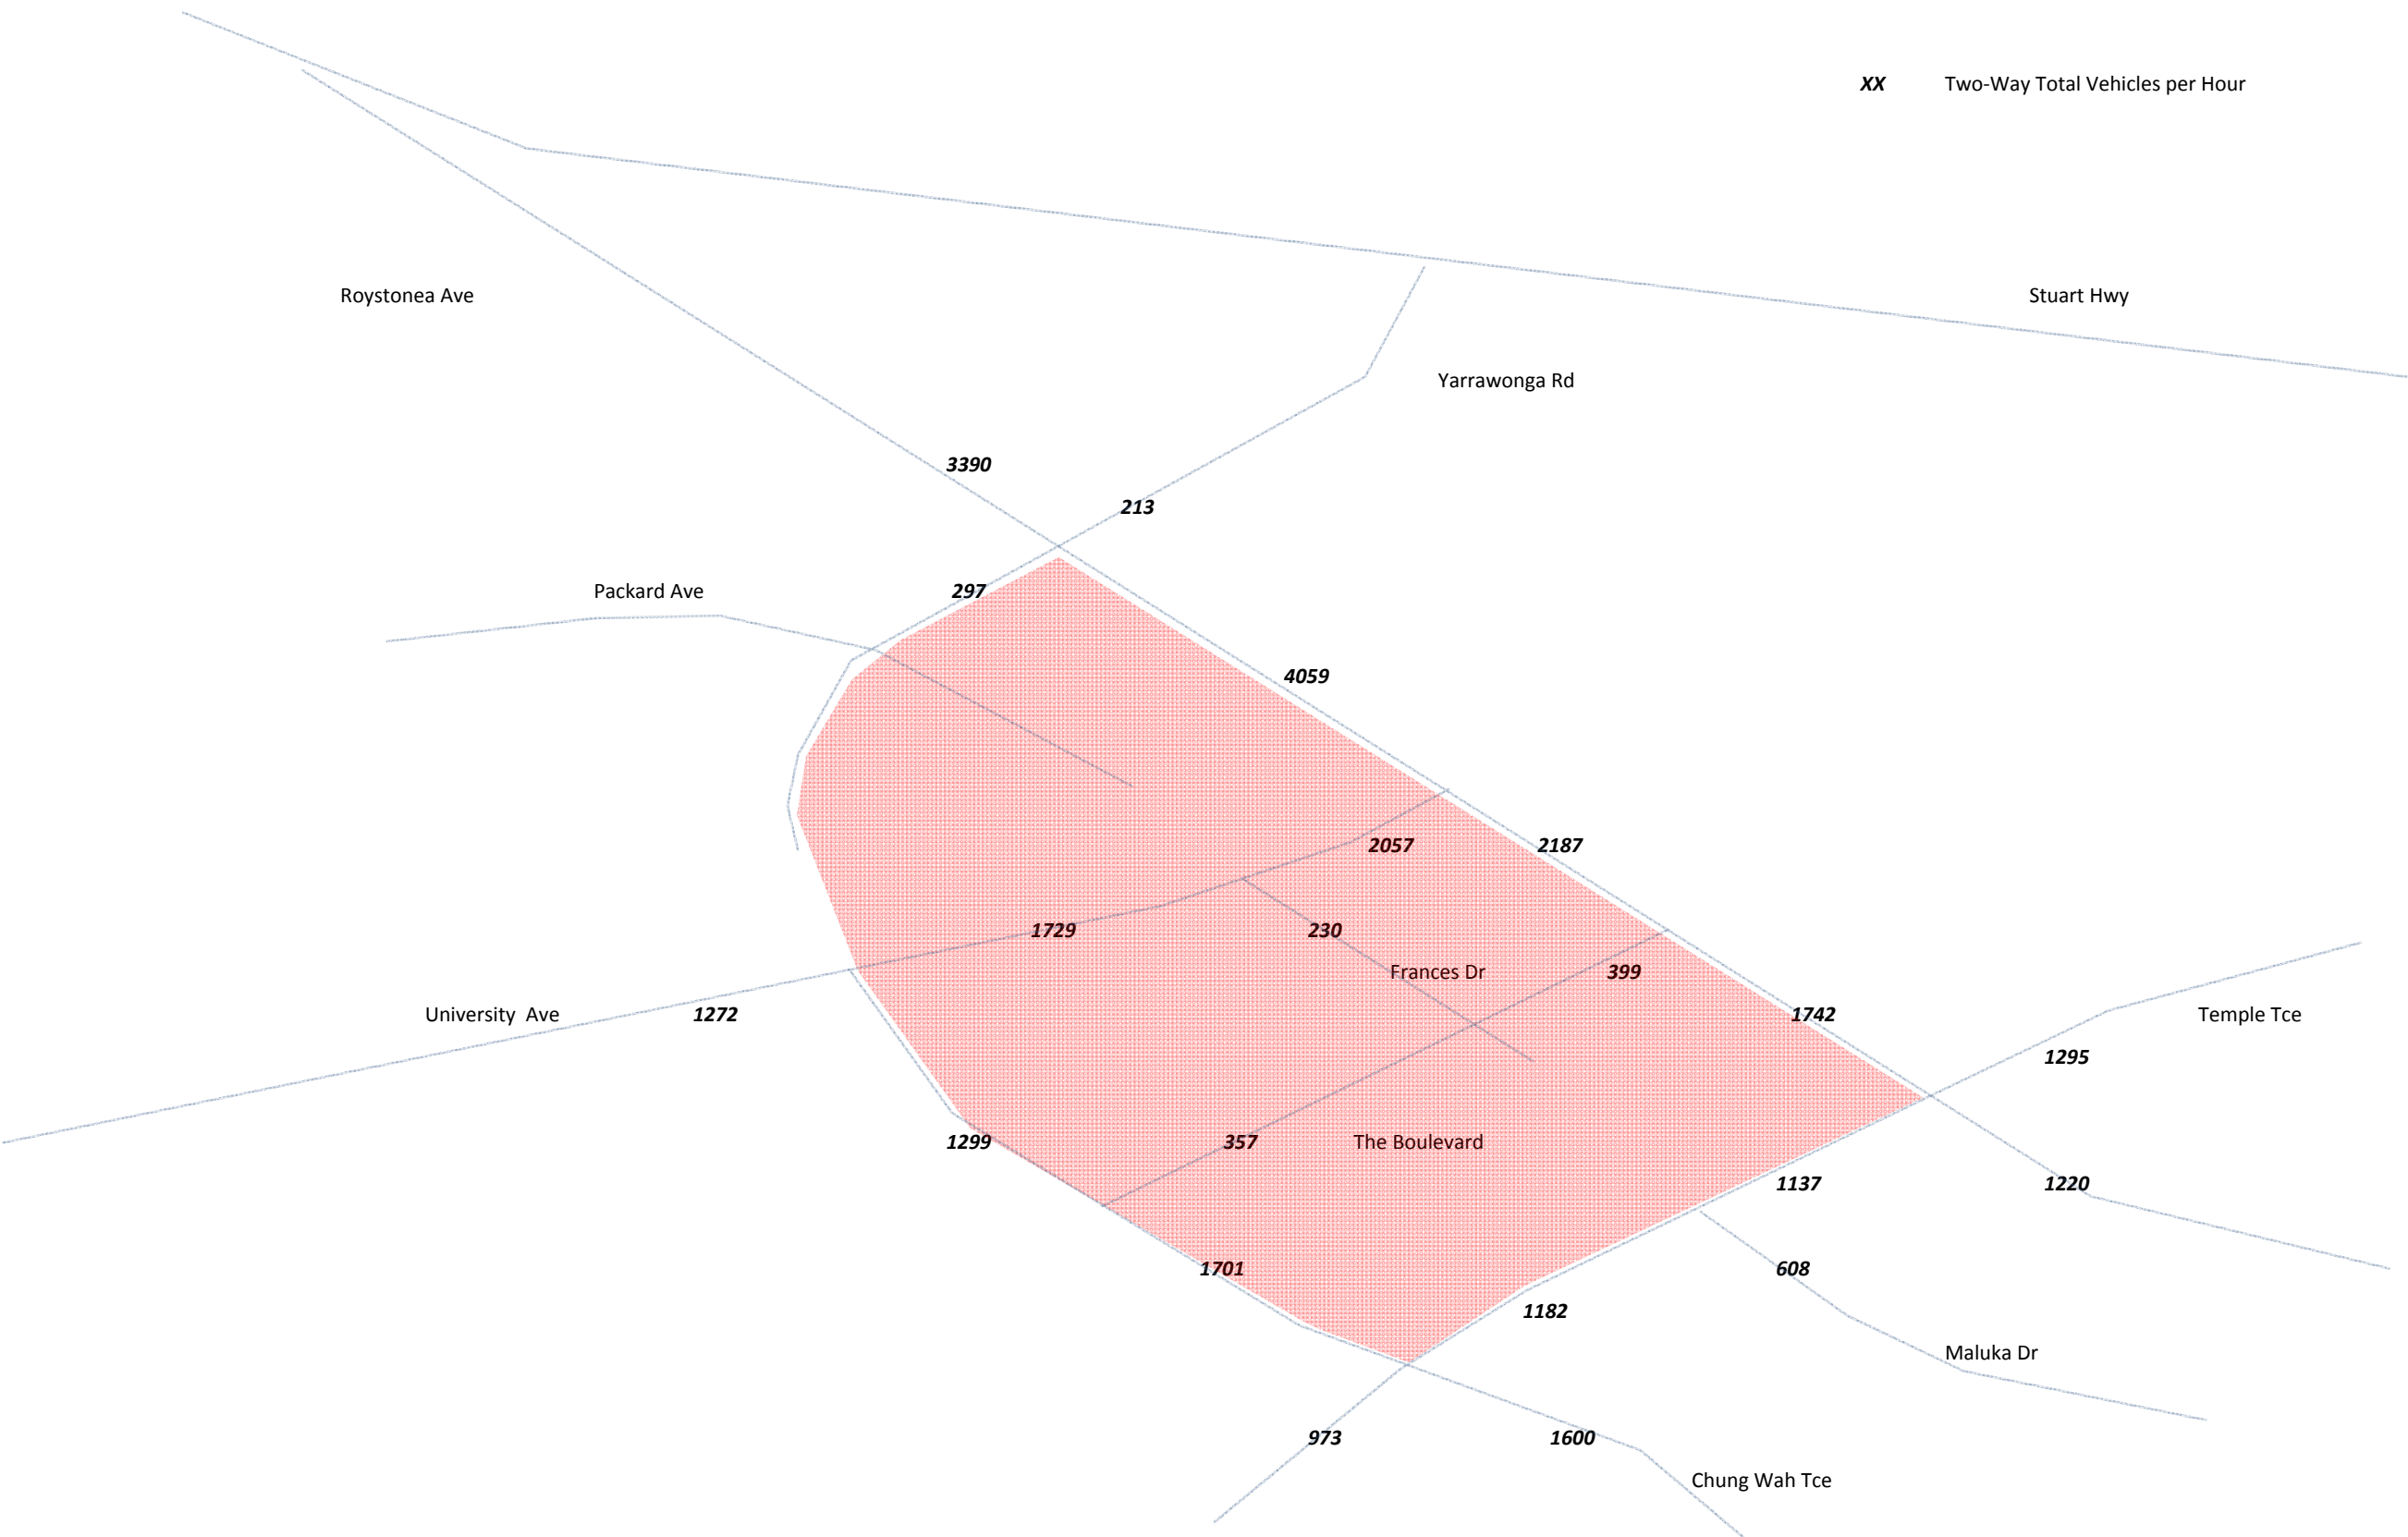 XX Two-Way Total Vehicles per Hour
Roystonea Ave
Stuart Hwy
Yarrawonga Rd
3390
213
Packard Ave
297
4059
2057
2187
1729
230
Frances Dr
399
University Ave
1272
1742
Temple Tce
1295
1299
357
The Boulevard
1137
1220
1701
608
1182
Maluka Dr
973
1600
Chung Wah Tce